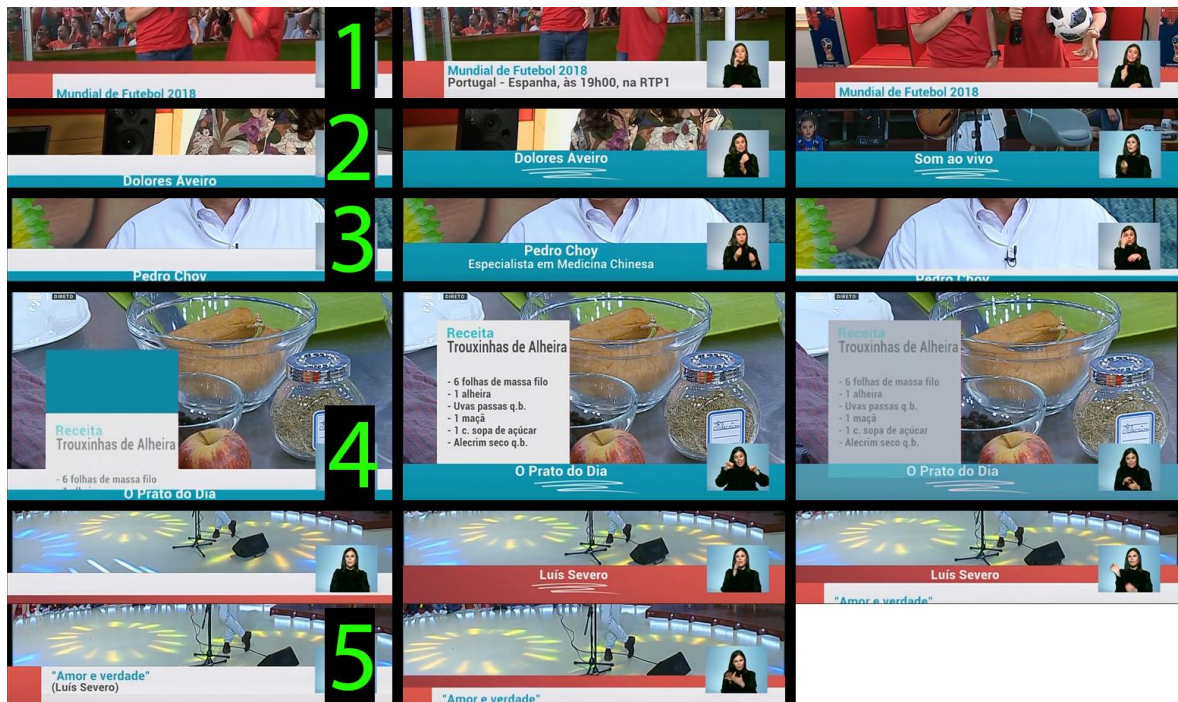 1
Mundial de Futebol 2018
Mundial de Futebol 2018
Portugal - Espanha, às 19h00, na RTP1
Mundial de Futebol 2018
2
Dolores Aveiro
Dolores Aveiro
Som ao vivo
3
Pedro Choy
Pedro Choy
Especialista em Medicina Chinesa
Pedro Choy
4
DIRETO
Receita
Trouxinhas de Alheira
- 6 folhas de massa filo
O Prato do Dia
DIRETO
Receita
Trouxinhas de Alheira
- 6 folhas de massa filo
- 1 alheira
- Uvas passas q.b.
- 1 maçã
- 1 c. sopa de açúcar
- Alecrim seco q.b.
O Prato do Dia
DIRETO
Receita
Trouxinhas de Alheira
- 6 folhas de massa filo
- 1 alheira
- Uvas passas q.b.
- 1 maçã
- 1 c. sopa de açúcar
- Alecrim seco q.b.
O Prato do Dia
Luís Severo
Luís Severo
"Amor e verdade"
5
"Amor e verdade"
(Luís Severo)
"Amor e verdade"